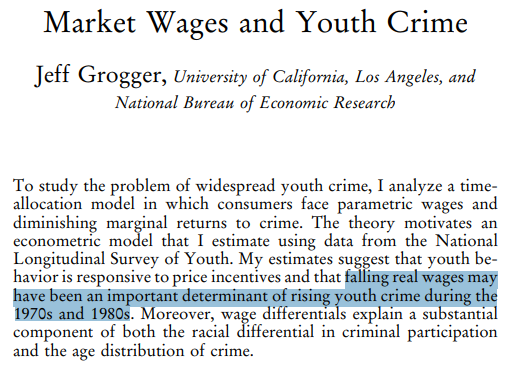 Market Wages and Youth Crime
Jeff Grogger, University of California, Los Angeles, and
National Bureau of Economic Research
To study the problem of widespread youth crime, I analyze a time-
allocation model in which consumers face parametric wages and
diminishing marginal returns to crime. The theory motivates an
econometric model that I estimate using data from the National
Longitudinal Survey of Youth. My estimates suggest that youth be-
havior is responsive to price incentives and that falling real wages may
have been an important determinant of rising youth crime during the
1970s and 1980s. Moreover, wage differentials explain a substantial
component of both the racial differential in criminal participation
and the age distribution of crime.